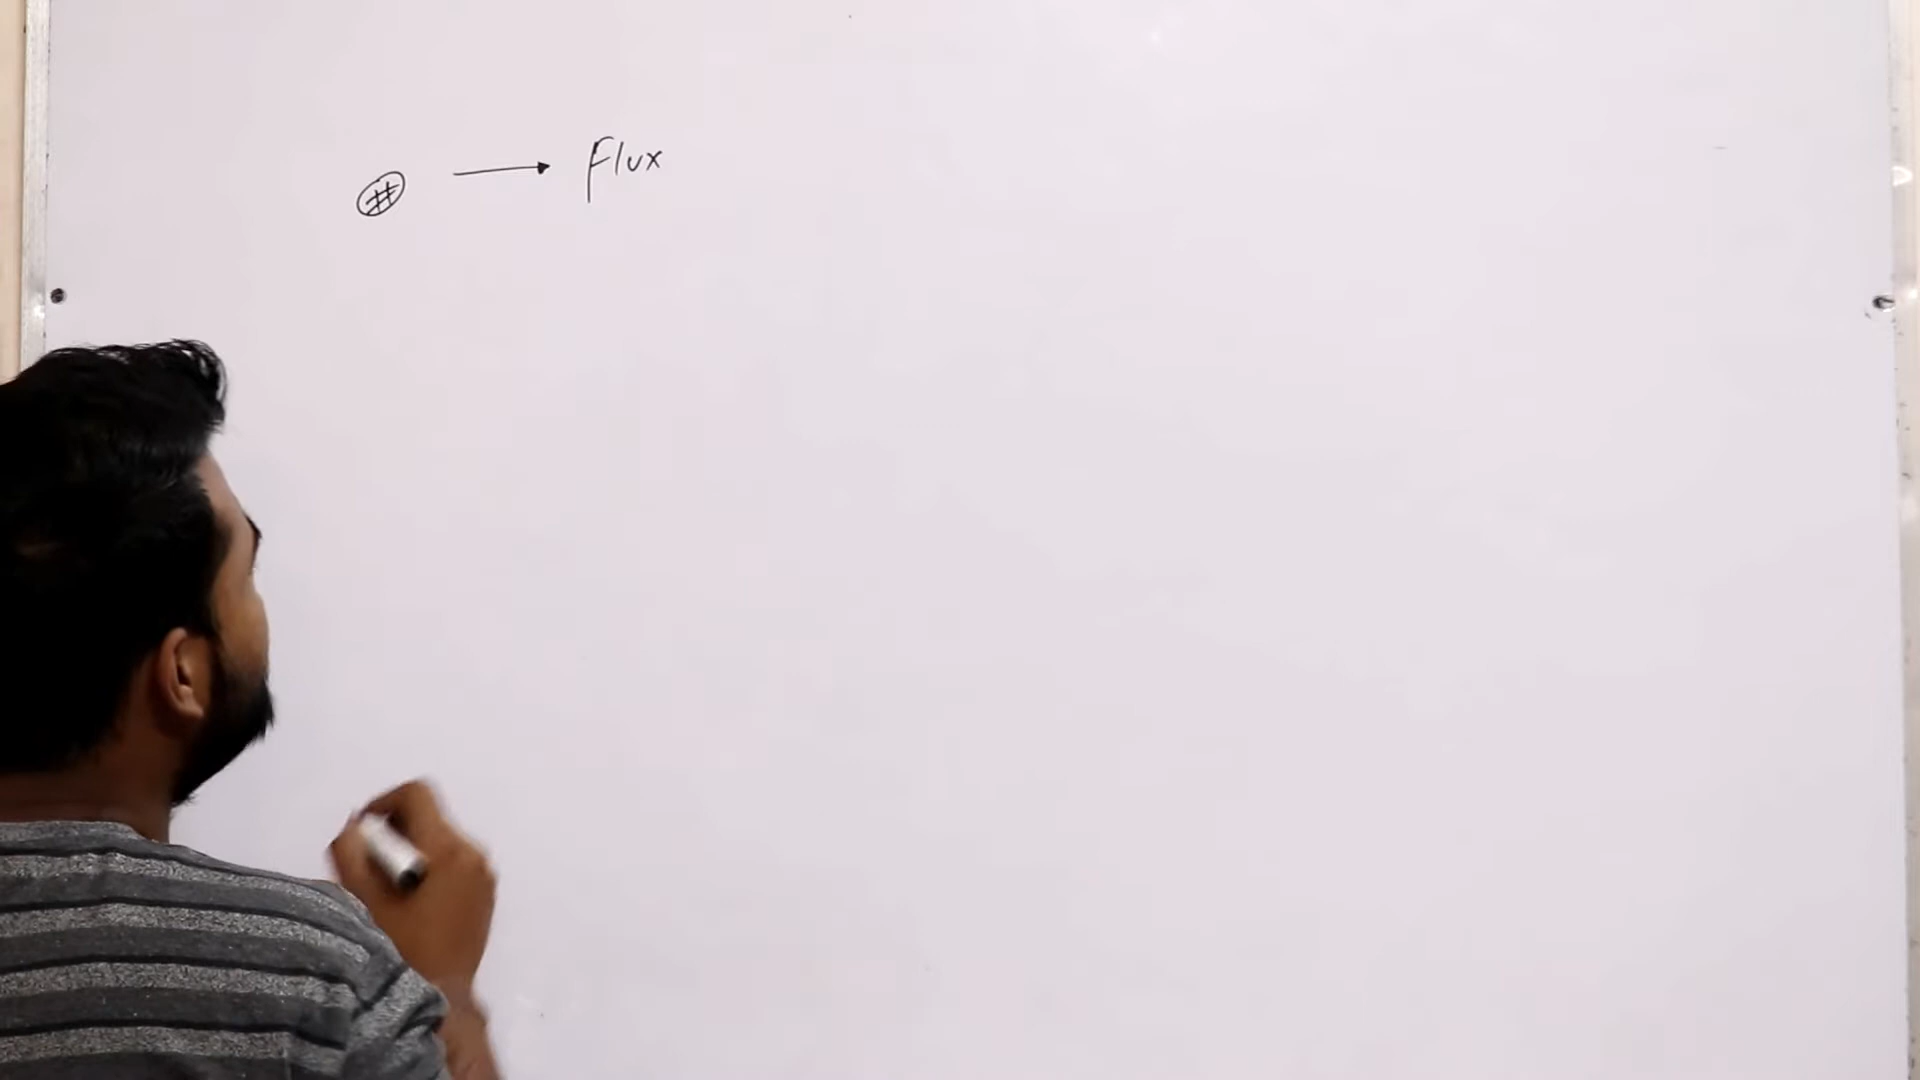 # → Flux